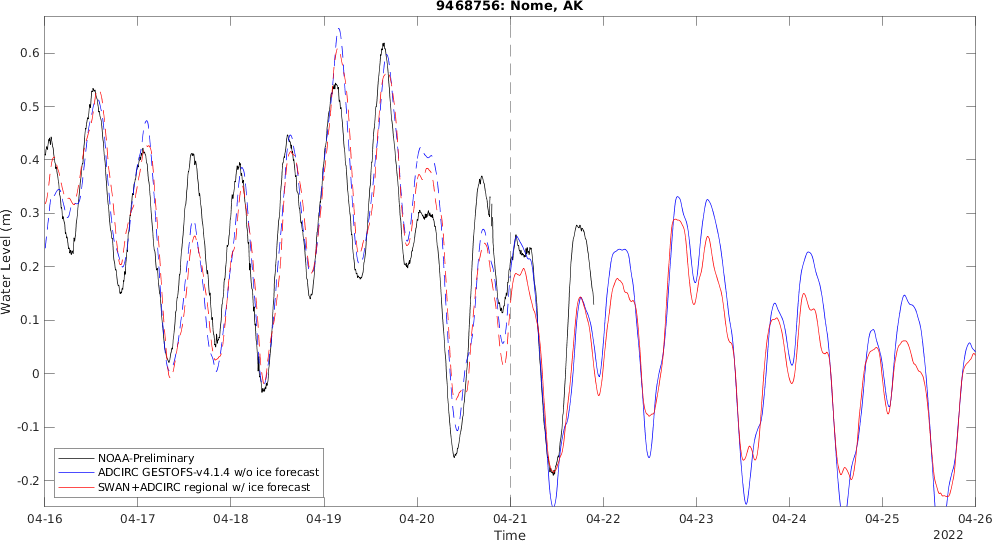 9468756: Nome, AK
Water Level (m)
0.6
0.5
0.4
0.3
0.2
0.1
0
-0.1
-0.2
NOAA-Preliminary
ADCIRC GESTOFS-v4.1.4 w/o ice forecast
SWAN+ADCIRC regional w/ ice forecast
04-16 04-17 04-18 04-19 04-20 04-21 04-22 04-23 04-24 04-25 04-26
Time
2022